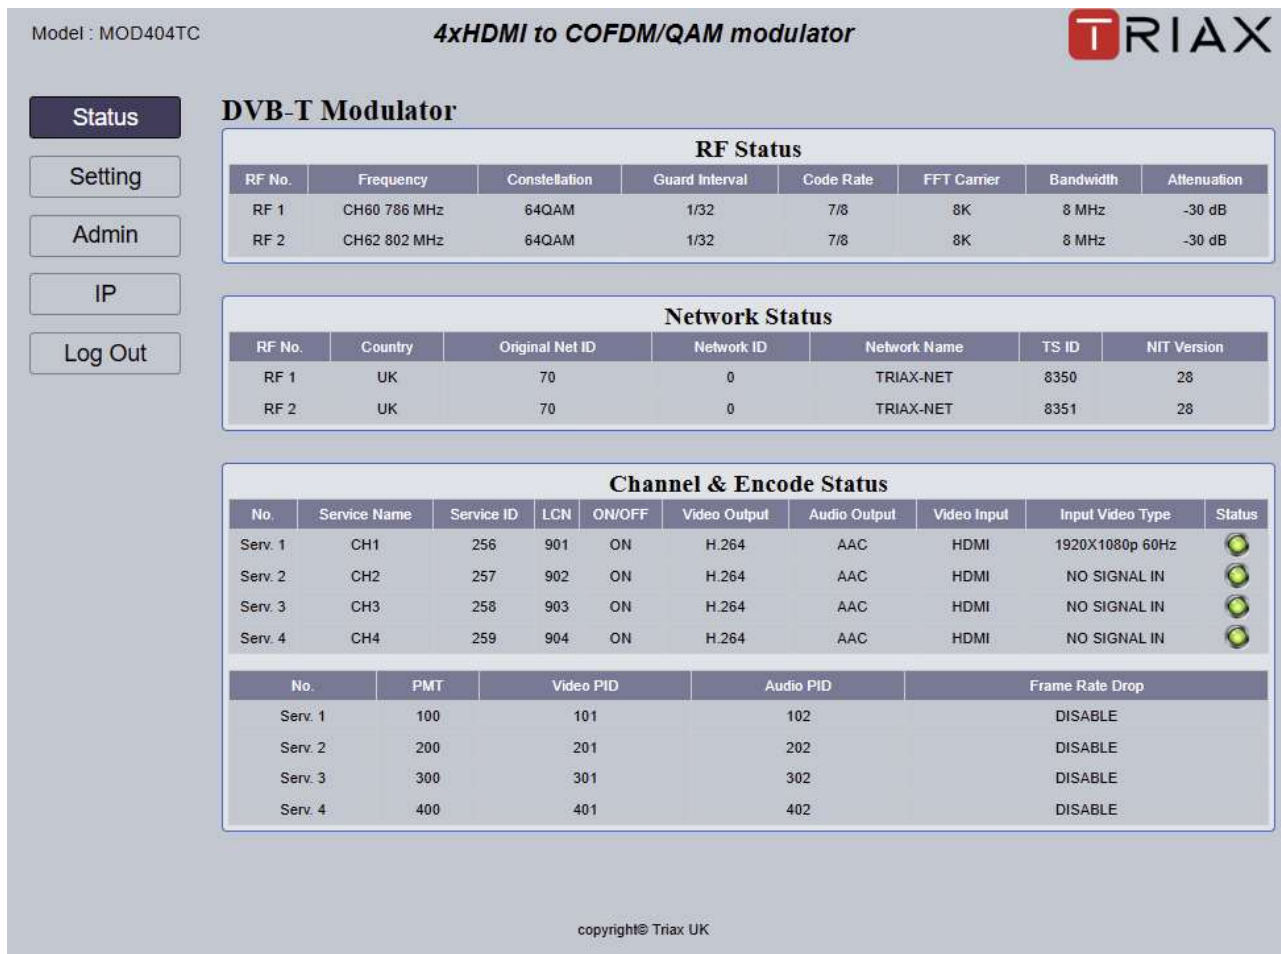 Model : MOD404TC
4xHDMI to COFDM/QAM modulator
TRIAX
Status
Setting
Admin
IP
Log Out
DVB-T Modulator
RF Status
RF No. Frequency Constellation Guard Interval Code Rate FFT Carrier Bandwidth Attenuation
RF 1 CH60 786 MHz 64QAM 1/32 7/8 8K 8 MHz -30 dB
RF 2 CH62 802 MHz 64QAM 1/32 7/8 8K 8 MHz -30 dB
Network Status
RF No. Country Original Net ID Network ID Network Name TS ID NIT Version
RF 1 UK 70 0 TRIAX-NET 8350 28
RF 2 UK 70 0 TRIAX-NET 8351 28
Channel & Encode Status
No. Service Name Service ID LCN ON/OFF Video Output Audio Output Video Input Input Video Type Status
Serv. 1 CH1 256 901 ON H.264 AAC HDMI 1920X1080p 60Hz
Serv. 2 CH2 257 902 ON H.264 AAC HDMI NO SIGNAL IN
Serv. 3 CH3 258 903 ON H.264 AAC HDMI NO SIGNAL IN
Serv. 4 CH4 259 904 ON H.264 AAC HDMI NO SIGNAL IN
No. PMT Video PID Audio PID Frame Rate Drop
Serv. 1 100 101 102 DISABLE
Serv. 2 200 201 202 DISABLE
Serv. 3 300 301 302 DISABLE
Serv. 4 400 401 402 DISABLE
copyright© Triax UK